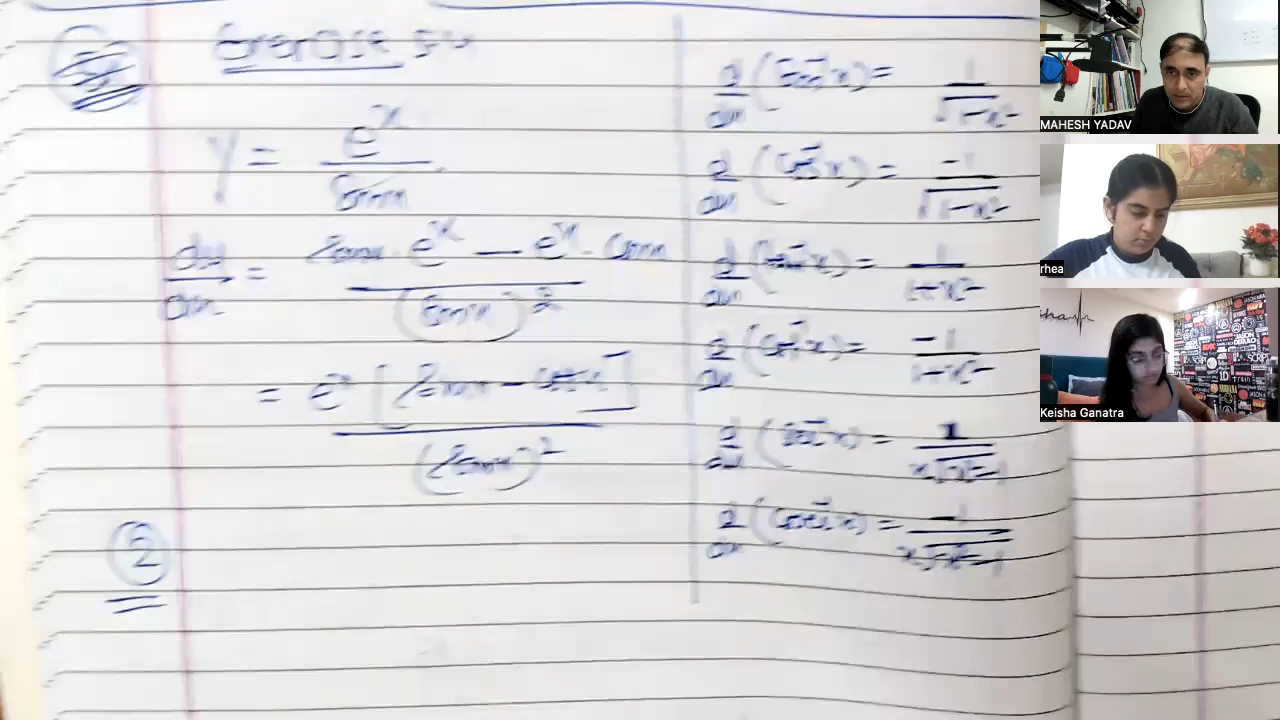 Exercise 5.4
y = e^x / sinx
dy/dx = sinx · e^x − e^x · cosx / (sinx)^2
= e^x [sinx − cosx] / (sinx)^2
2
d/dx (sin⁻¹x) = 1/√1−x²
d/dx (cos⁻¹x) = −1/√1−x²
d/dx (tan⁻¹x) = 1/1+x²
d/dx (cot⁻¹x) = −1/1+x²
d/dx (sec⁻¹x) = 1/x√x²−1
d/dx (cosec⁻¹x) = −1/x√x²−1
MAHESH YADAV
rhea
Keisha Ganatra